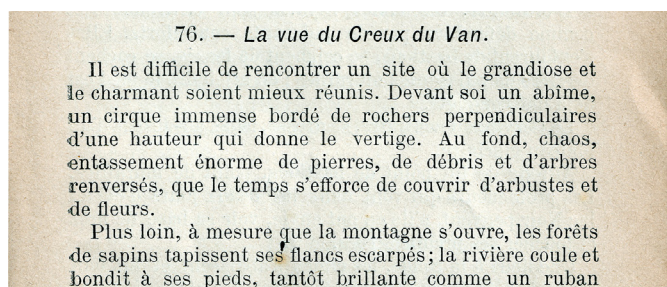 76. — La vue du Creux du Van.
Il est difficile de rencontrer un site où le grandiose et
le charmant soient mieux réunis. Devant soi un abîme,
un cirque immense bordé de rochers perpendiculaires
d'une hauteur qui donne le vertige. Au fond, chaos,
entassement énorme de pierres, de débris et d'arbres
renversés, que le temps s'efforce de couvrir d'arbustes et
de fleurs.
Plus loin, à mesure que la montagne s'ouvre, les forêts
de sapins tapissent ses flancs escarpés; la rivière coule et
bondit à ses pieds, tantôt brillante comme un ruban